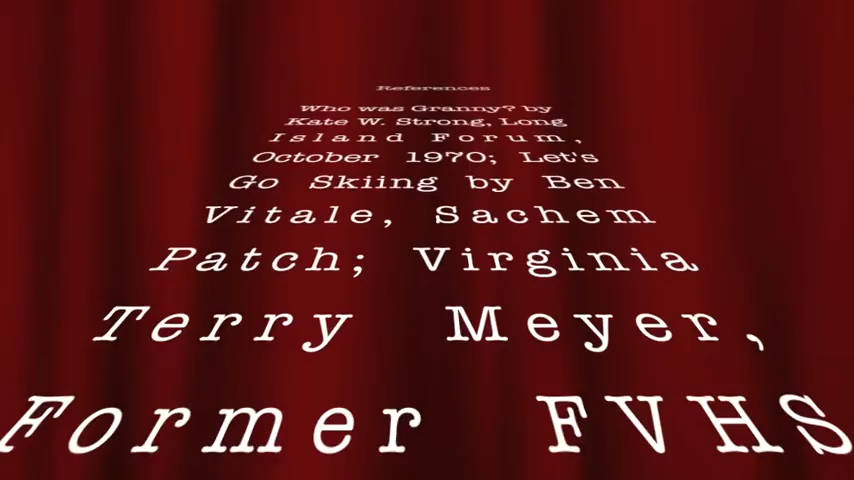 References
Who was Granny? by
Kate W. Strong, Long
Island Forum,
October 1970; Let's
Go Skiing by Ben
Vitale, Sachem
Patch; Virginia
Terry Meyer,
Former FVHS